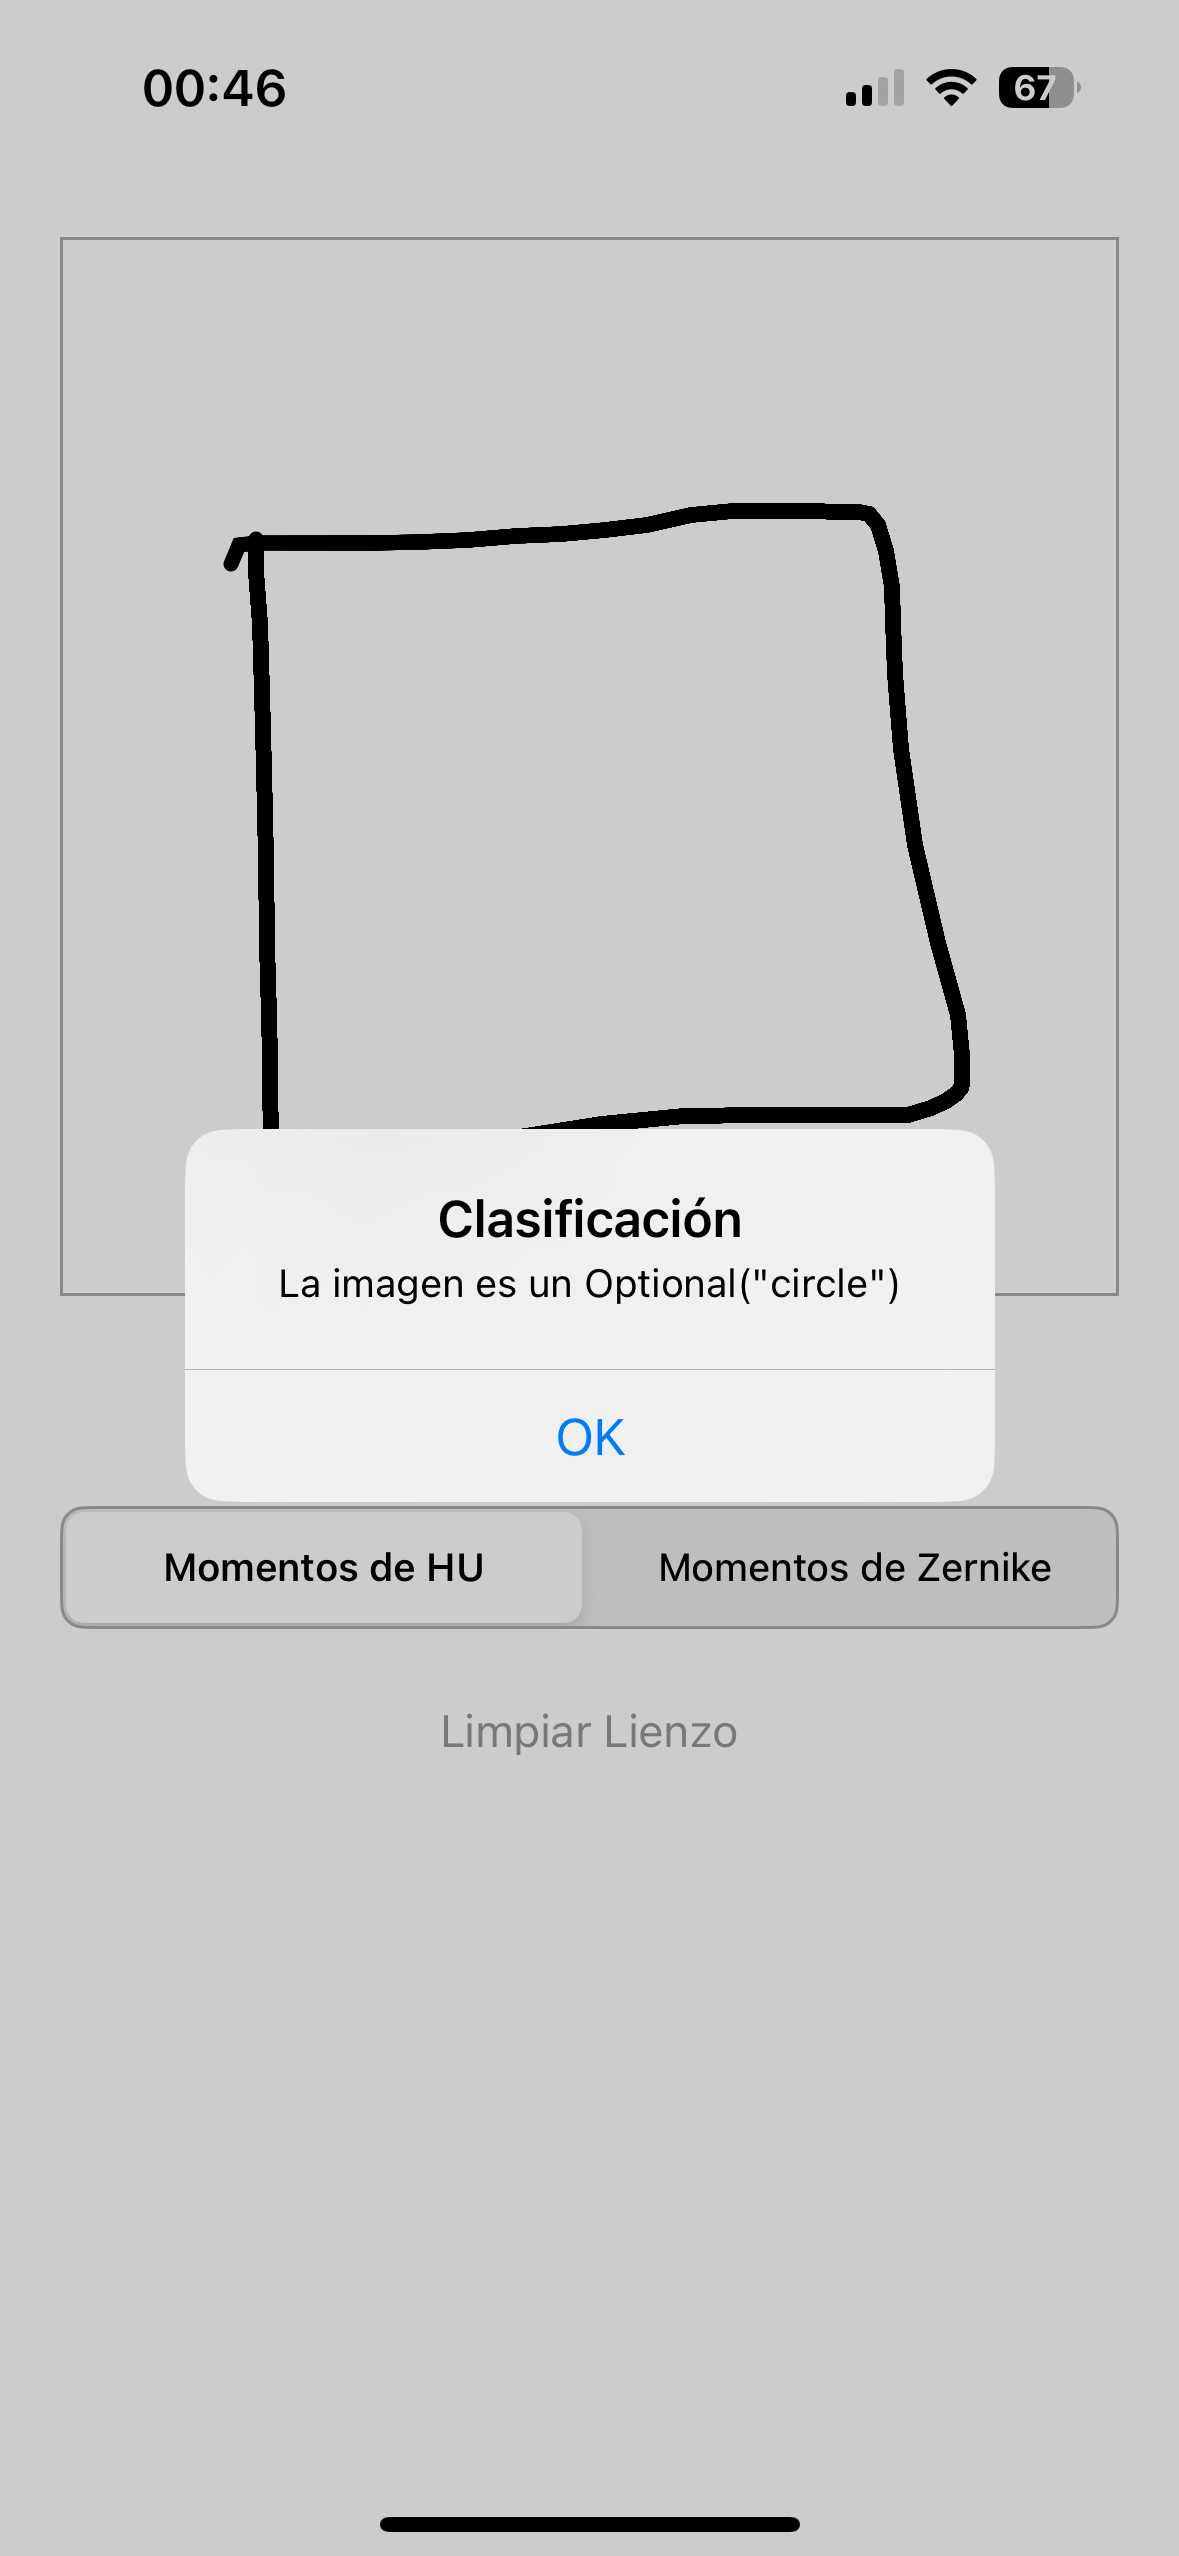 00:46
67
Clasificación
La imagen es un Optional("circle")
OK
Momentos de HU
Momentos de Zernike
Limpiar Lienzo